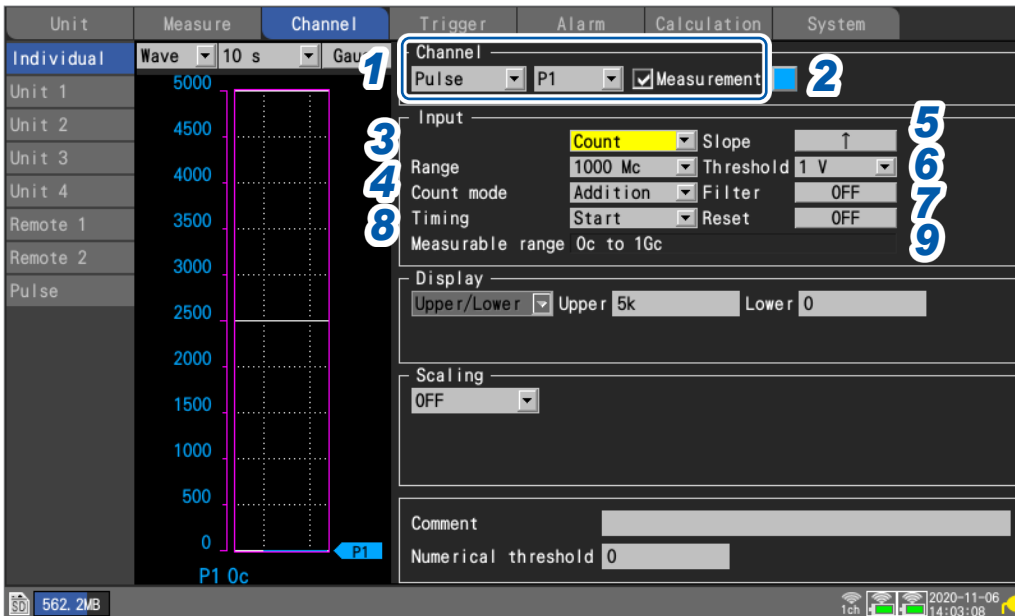 Unit Measure Channel Trigger Alarm Calculation System
Individual
Unit 1
Unit 2
Unit 3
Unit 4
Remote 1
Remote 2
Pulse
Wave 10 s Gau
5000
4500
4000
3500
3000
2500
2000
1500
1000
500
0
P1
P1 0c
Channel
1 Pulse P1 Measurement 2
Input
3 Count Slope ↑ 5
Range 1000 Mc Threshold 1 V 6
4 Count mode Addition Filter OFF 7
8 Timing Start Reset OFF 9
Measurable range 0c to 1Gc
Display
Upper/Lower Upper 5k Lower 0
Scaling
OFF
Comment
Numerical threshold 0
SD 562.2MB 1ch 2020-11-06
14:03:08